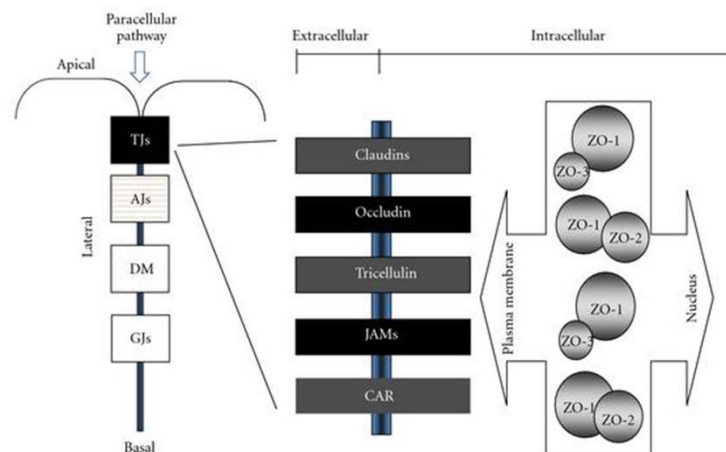 Paracellular
pathway
Apical
TJs
AJs
DM
GJs
Lateral
Basal
Extracellular
Intracellular
Claudins
Occludin
Tricellulin
JAMs
CAR
Plasma membrane
ZO-1
ZO-3
ZO-1
ZO-2
ZO-1
ZO-3
ZO-1
ZO-2
Nucleus